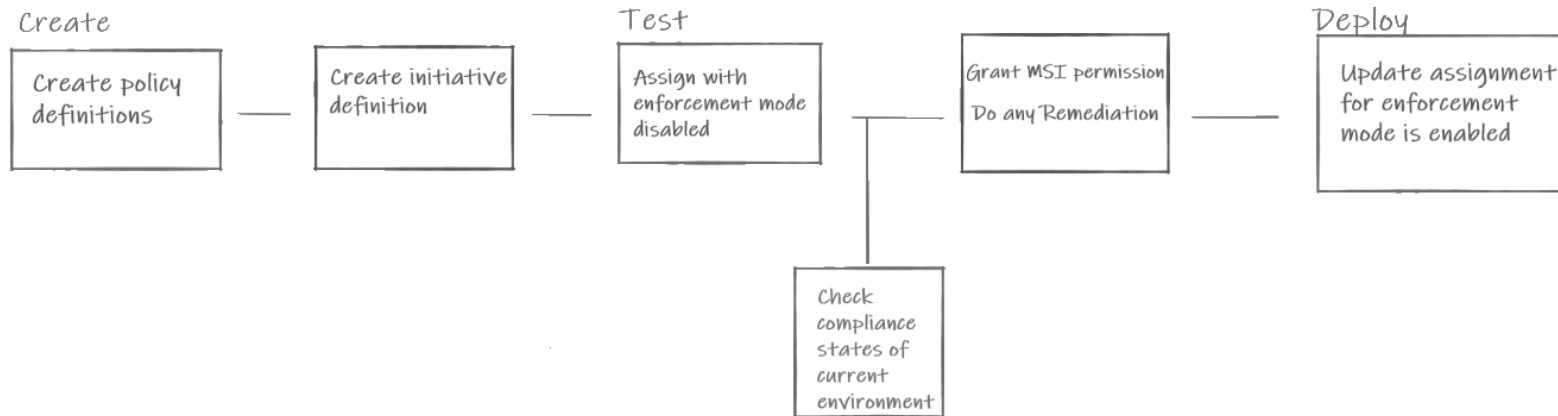 Create
Create policy
definitions
Create initiative
definition
Test
Assign with
enforcement mode
disabled
Check
compliance
states of
current
environment
Grant MSI permission
Do any Remediation
Deploy
Update assignment
for enforcement
mode is enabled